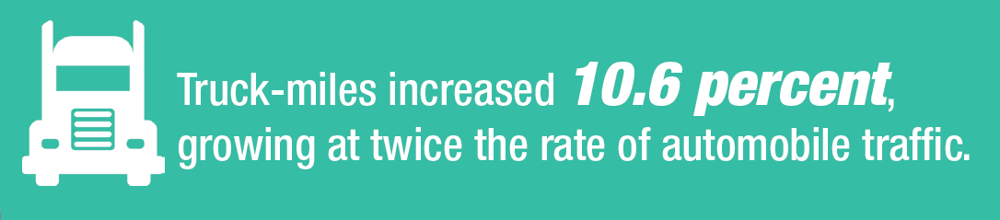 Truck-miles increased 10.6 percent,
growing at twice the rate of automobile traffic.